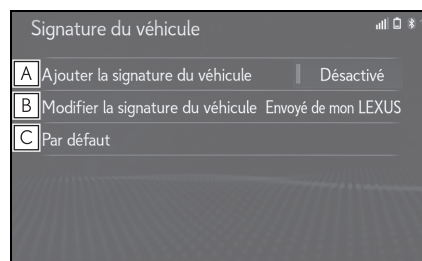 Signature du véhicule
A Ajouter la signature du véhicule Désactivé
B Modifier la signature du véhicule Envoyé de mon LEXUS
C Par défaut